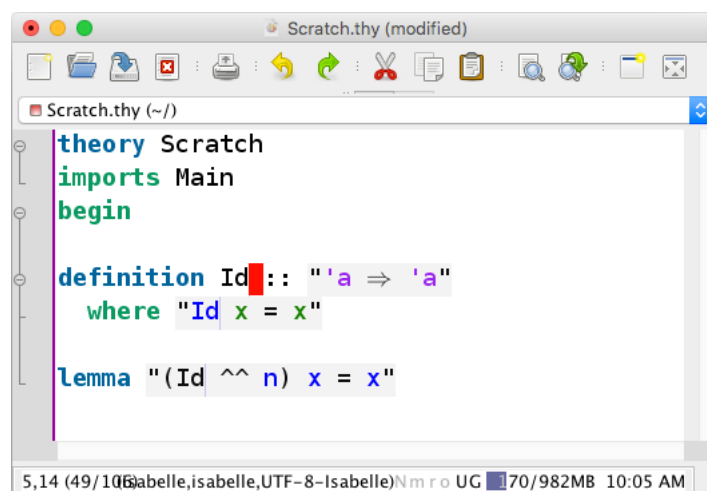 Scratch.thy (modified)
Scratch.thy (~/)
theory Scratch
imports Main
begin
definition Id :: "'a ⇒ 'a"
where "Id x = x"
lemma "(Id ^^ n) x = x"
5,14 (49/106) (isabelle,isabelle,UTF-8-Isabelle) N m r o UG 170/982MB 10:05 AM